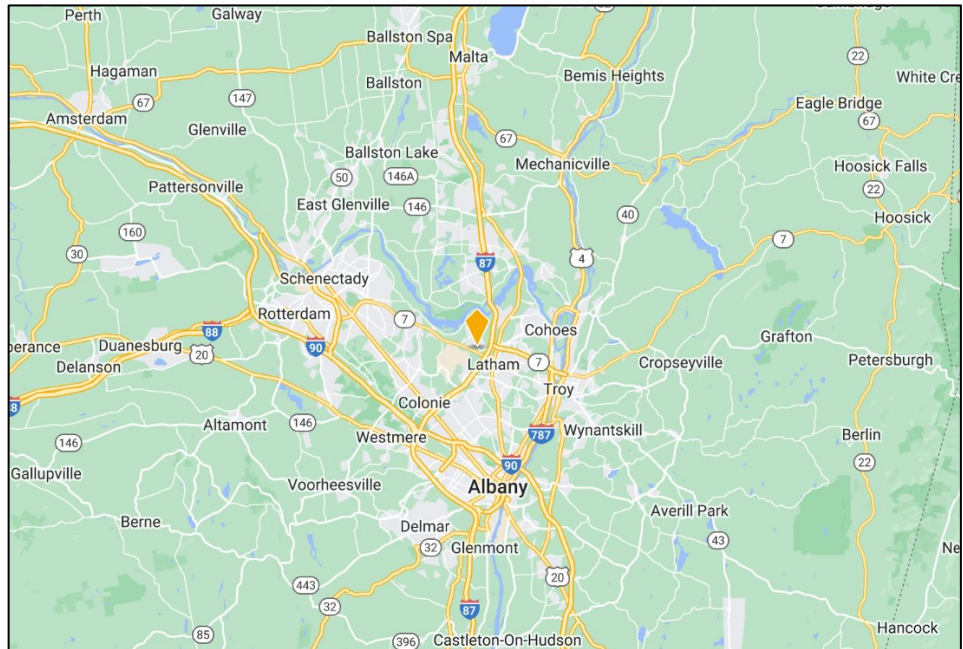 Perth
Galway
Ballston Spa
Malta
22
Hagaman
147
Ballston
Bemis Heights
White Cre
67
Amsterdam
Glenville
Eagle Bridge
67
67
Ballston Lake
Mechanicville
Hoosick Falls
50
146A
Pattersonville
22
East Glenville
146
40
Hoosick
160
7
30
87
4
Schenectady
Rotterdam
7
Cohoes
88
Grafton
perance
Duanesburg
20
90
Latham
7
Cropseyville
Petersburgh
Delanson
Troy
Colonie
8
146
Altamont
787
Wynantskill
146
Westmere
Berlin
90
22
Gallupville
Voorheesville
Albany
Averill Park
Berne
Delmar
43
32
Glenmont
Ne
443
20
32
87
Hancock
85
396
Castleton-On-Hudson